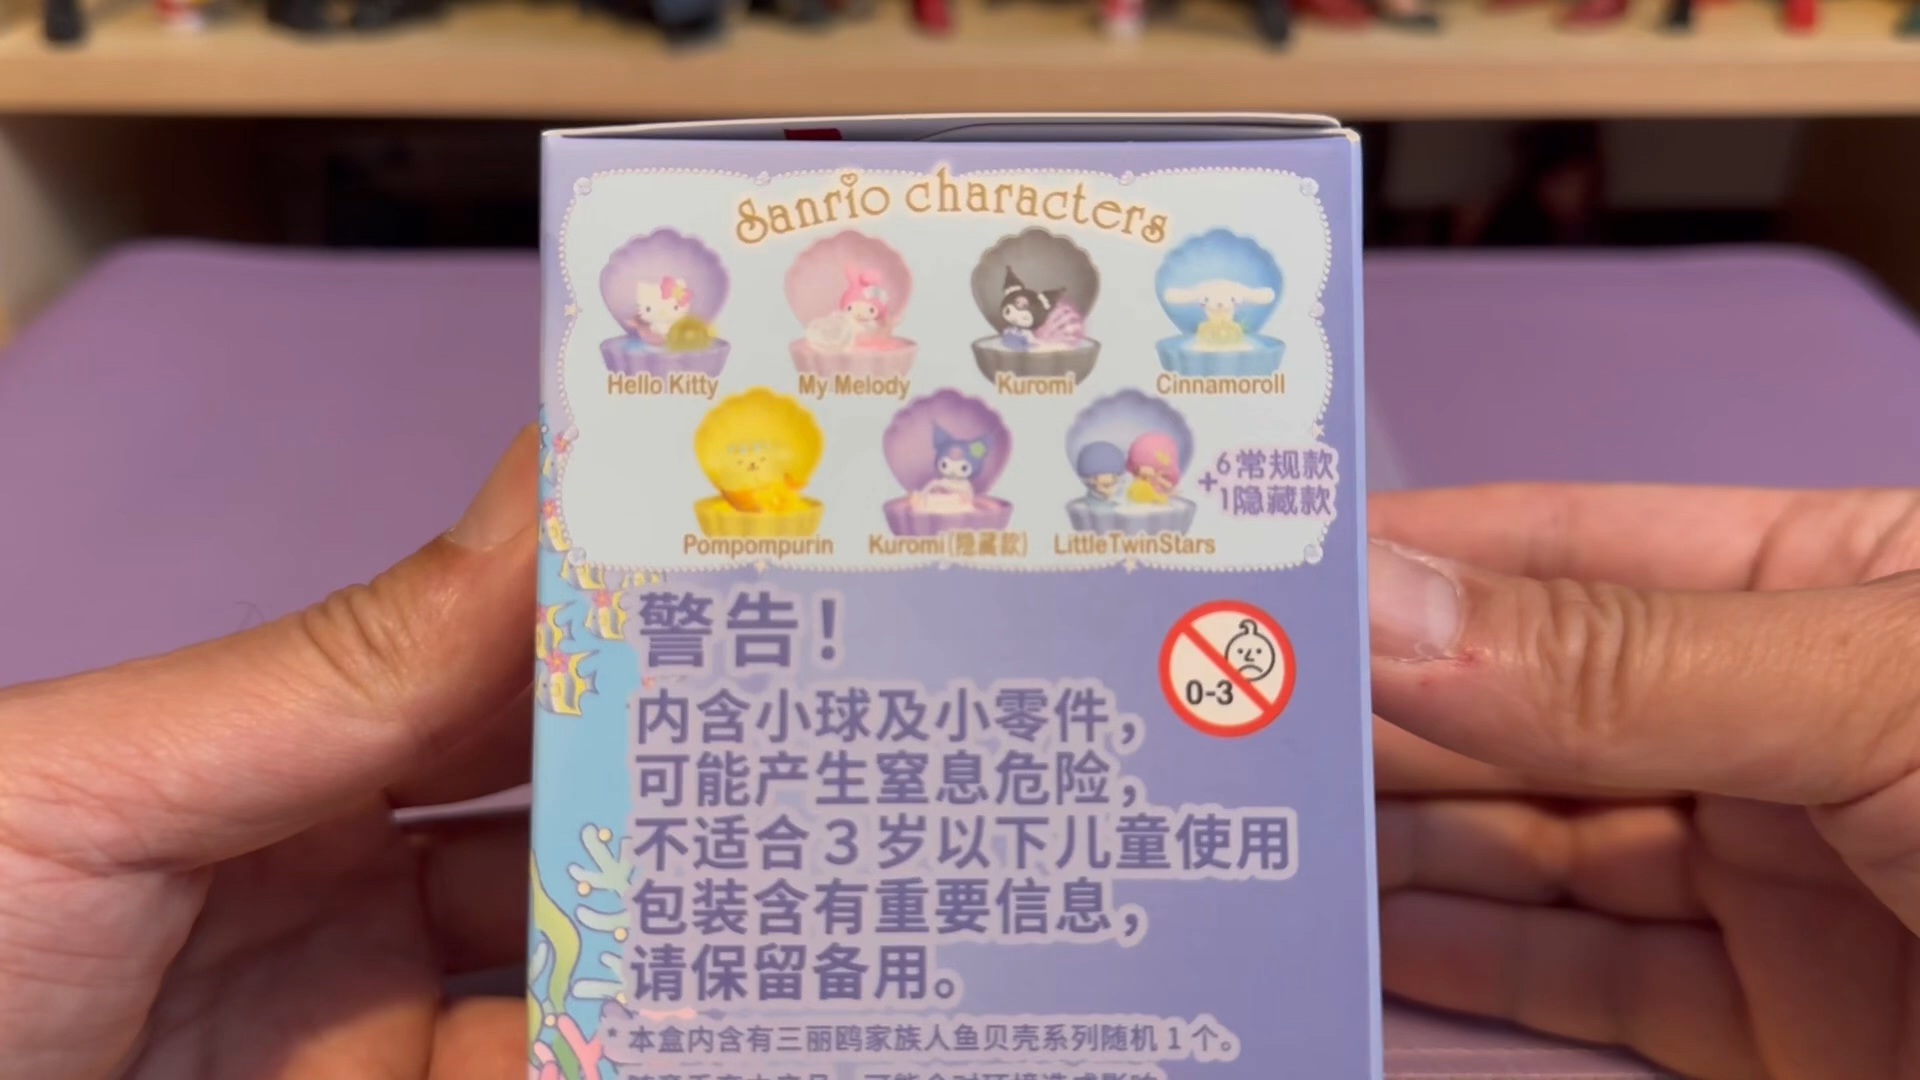 Sanrio characters
Hello Kitty
My Melody
Kuromi
Cinnamoroll
Pompompurin
Kuromi(隐藏款)
LittleTwinStars
+6常规款
1隐藏款
警告！
0-3
内含小球及小零件，
可能产生窒息危险，
不适合3岁以下儿童使用
包装含有重要信息，
请保留备用。
*本盒内含有三丽鸥家族人鱼贝壳系列随机1个。